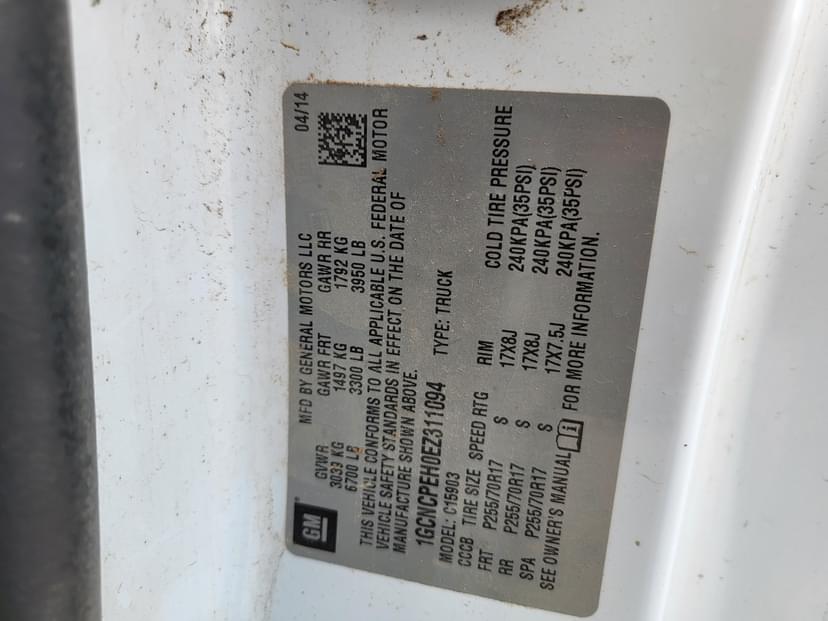 GM
MFD BY GENERAL MOTORS LLC 04/14
GVWR GAWR FRT GAWR RR
3039 KG 1497 KG 1792 KG
6700 LB 3300 LB 3950 LB
THIS VEHICLE CONFORMS TO ALL APPLICABLE U.S. FEDERAL MOTOR
VEHICLE SAFETY STANDARDS IN EFFECT ON THE DATE OF
MANUFACTURE SHOWN ABOVE.
1GCNCPEH0EZ311094 TYPE: TRUCK
MODEL: C15903
CCCB TIRE SIZE SPEED RTG RIM COLD TIRE PRESSURE
FRT P255/70R17 S 17X8J 240KPA(35PSI)
RR P255/70R17 S 17X8J 240KPA(35PSI)
SPA P255/70R17 S 17X7.5J 240KPA(35PSI)
SEE OWNER'S MANUAL i FOR MORE INFORMATION.